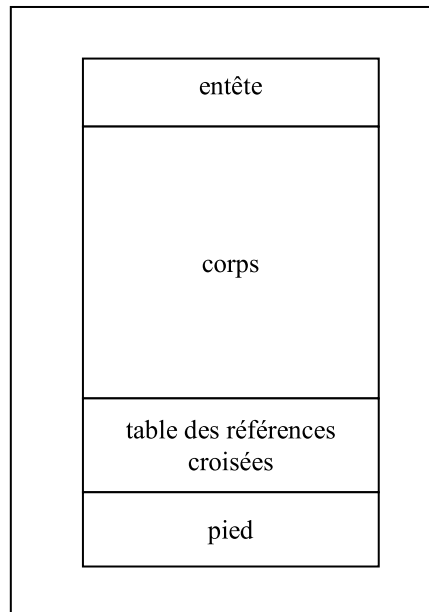 entête
corps
table des références
croisées
pied